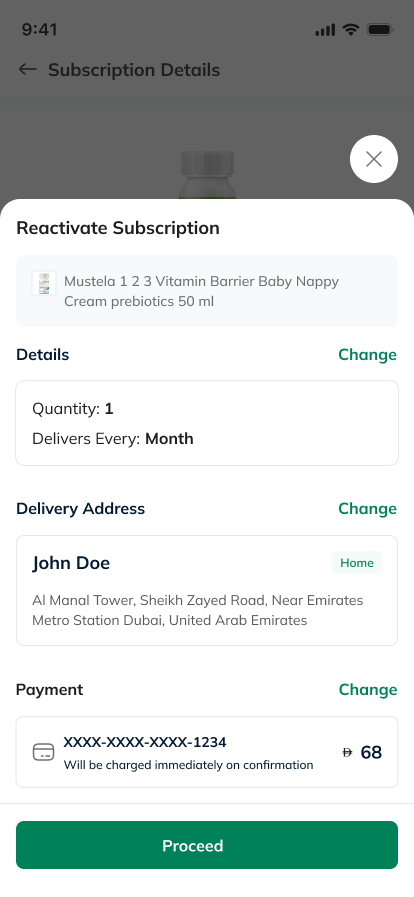 9:41
Subscription Details
Reactivate Subscription
Mustela 1 2 3 Vitamin Barrier Baby Nappy
Cream prebiotics 50 ml
Details
Change
Quantity: 1
Delivers Every: Month
Delivery Address
Change
John Doe
Home
Al Manal Tower, Sheikh Zayed Road, Near Emirates
Metro Station Dubai, United Arab Emirates
Payment
Change
XXXX-XXXX-XXXX-1234
Will be charged immediately on confirmation
68
Proceed